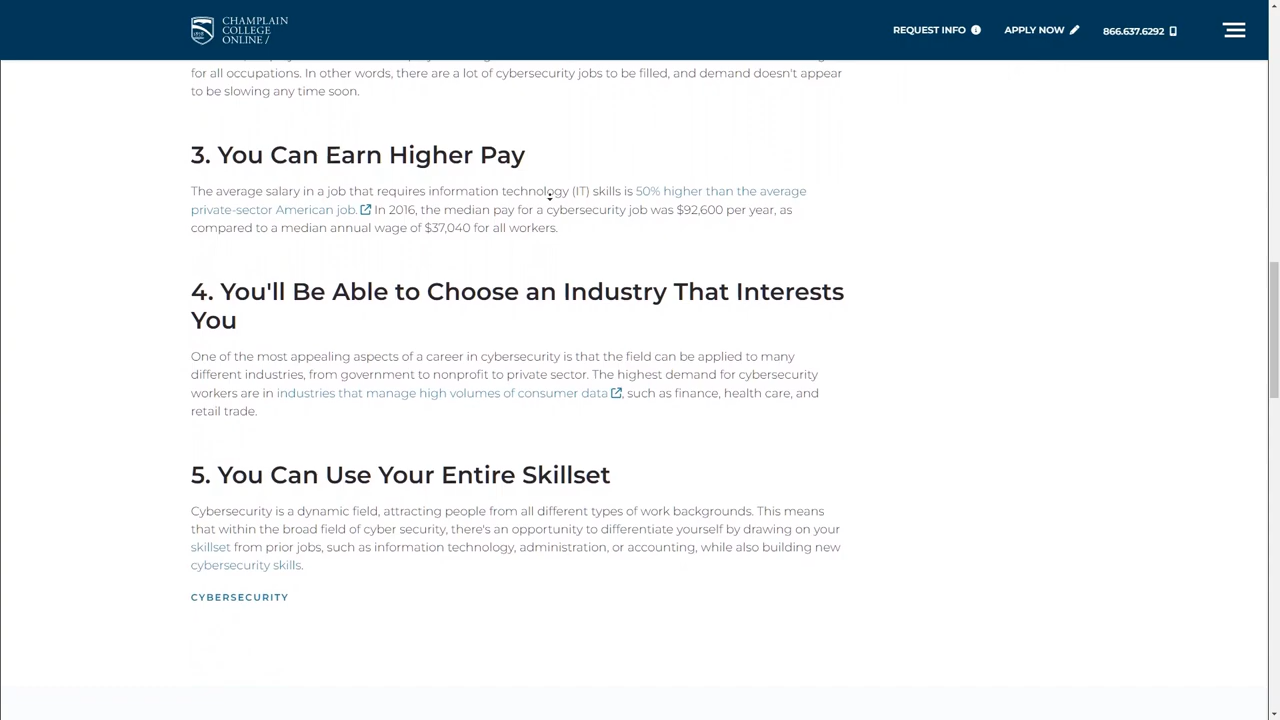 CHAMPLAIN
COLLEGE
ONLINE /
REQUEST INFO
APPLY NOW
866.637.6292
for all occupations. In other words, there are a lot of cybersecurity jobs to be filled, and demand doesn't appear
to be slowing any time soon.
3. You Can Earn Higher Pay
The average salary in a job that requires information technology (IT) skills is 50% higher than the average
private-sector American job. In 2016, the median pay for a cybersecurity job was $92,600 per year, as
compared to a median annual wage of $37,040 for all workers.
4. You'll Be Able to Choose an Industry That Interests
You
One of the most appealing aspects of a career in cybersecurity is that the field can be applied to many
different industries, from government to nonprofit to private sector. The highest demand for cybersecurity
workers are in industries that manage high volumes of consumer data, such as finance, health care, and
retail trade.
5. You Can Use Your Entire Skillset
Cybersecurity is a dynamic field, attracting people from all different types of work backgrounds. This means
that within the broad field of cyber security, there's an opportunity to differentiate yourself by drawing on your
skillset from prior jobs, such as information technology, administration, or accounting, while also building new
cybersecurity skills.
CYBERSECURITY